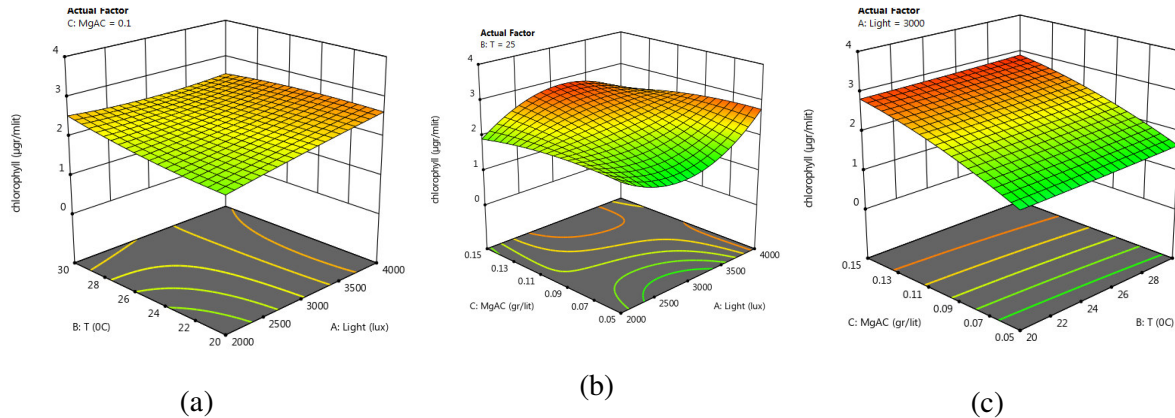 Actual Factor
C: MgAC = 0.1
4
3
2
1
0
chlorophyll (µgr/mlit)
30
28
26
24
22
20
B: T (0C)
2000
2500
3000
3500
4000
A: Light (lux)
(a)
Actual Factor
B: T = 25
4
3
2
1
0
chlorophyll (µgr/mlit)
0.15
0.13
0.11
0.09
0.07
0.05
C: MgAC (gr/lit)
2000
2500
3000
3500
4000
A: Light (lux)
(b)
Actual Factor
A: Light = 3000
4
3
2
1
0
chlorophyll (µgr/mlit)
0.15
0.13
0.11
0.09
0.07
0.05
C: MgAC (gr/lit)
20
22
24
26
28
B: T (0C)
(c)